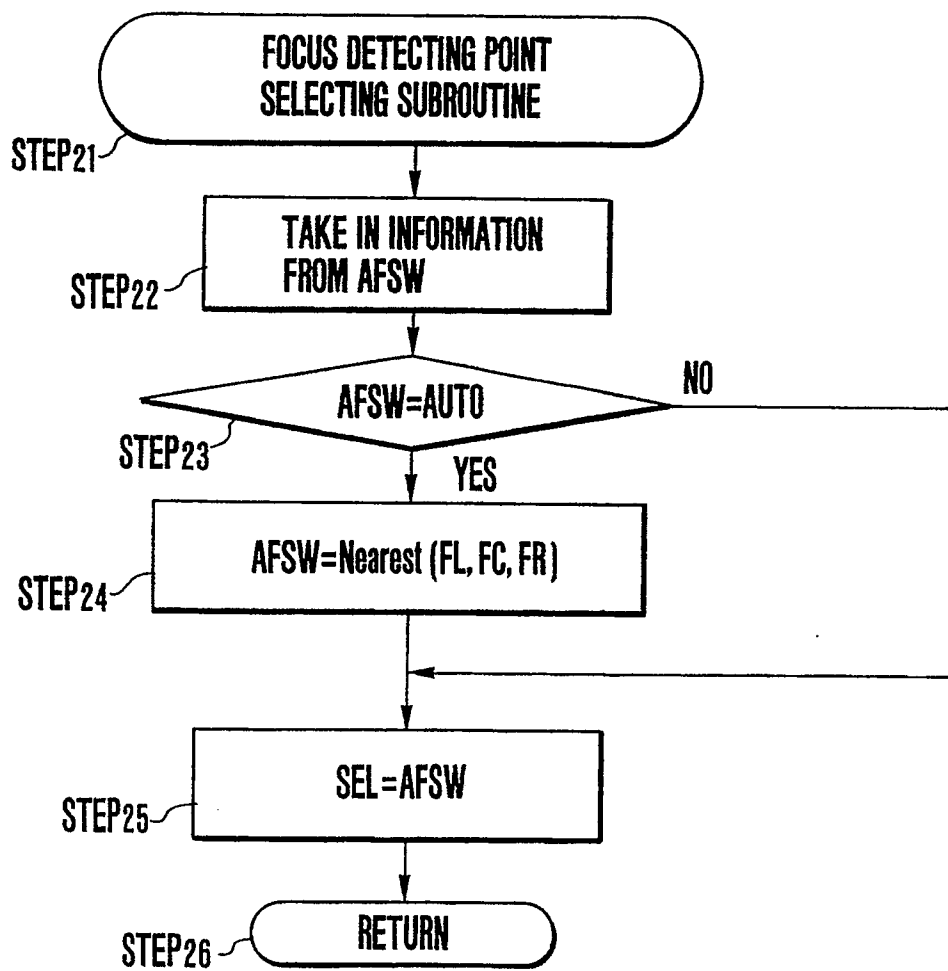 FOCUS DETECTING POINT
SELECTING SUBROUTINE
STEP21
TAKE IN INFORMATION
FROM AFSW
STEP22
AFSW=AUTO
NO
STEP23
YES
AFSW=Nearest (FL, FC, FR)
STEP24
SEL=AFSW
STEP25
RETURN
STEP26